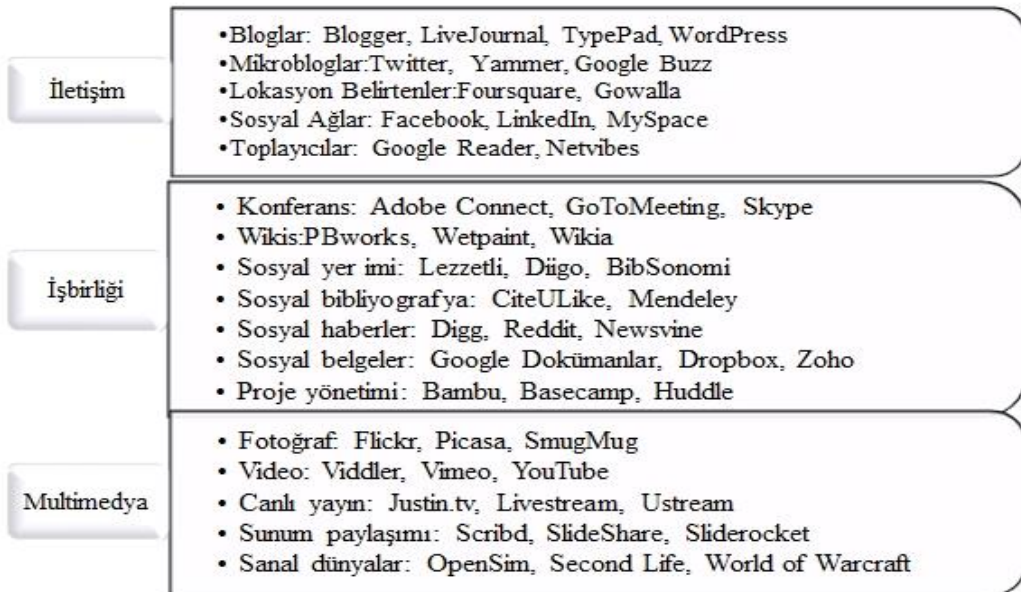 İletişim
•Bloglar: Blogger, LiveJournal, TypePad, WordPress
•Mikrobloglar:Twitter, Yammer, Google Buzz
•Lokasyon Belirtenler:Foursquare, Gowalla
•Sosyal Ağlar: Facebook, LinkedIn, MySpace
•Toplayıcılar: Google Reader, Netvibes
İşbirliği
• Konferans: Adobe Connect, GoToMeeting, Skype
• Wikis:PBworks, Wetpaint, Wikia
• Sosyal yer imi: Lezzetli, Diigo, BibSonomi
• Sosyal bibliyografya: CiteULike, Mendeley
• Sosyal haberler: Digg, Reddit, Newsvine
• Sosyal belgeler: Google Dokümanlar, Dropbox, Zoho
• Proje yönetimi: Bambu, Basecamp, Huddle
Multimedya
• Fotoğraf: Flickr, Picasa, SmugMug
• Video: Viddler, Vimeo, YouTube
• Canlı yayın: Justin.tv, Livestream, Ustream
• Sunum paylaşımı: Scribd, SlideShare, Sliderocket
• Sanal dünyalar: OpenSim, Second Life, World of Warcraft